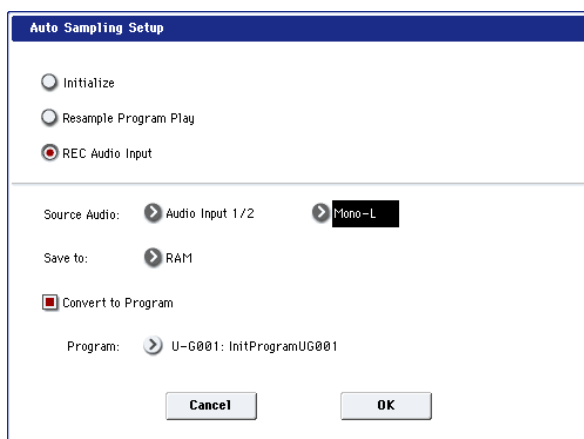 Auto Sampling Setup
Initialize
Resample Program Play
REC Audio Input
Source Audio: Audio Input 1/2 Mono-L
Save to: RAM
Convert to Program
Program: U-G001: InitProgramUG001
Cancel OK